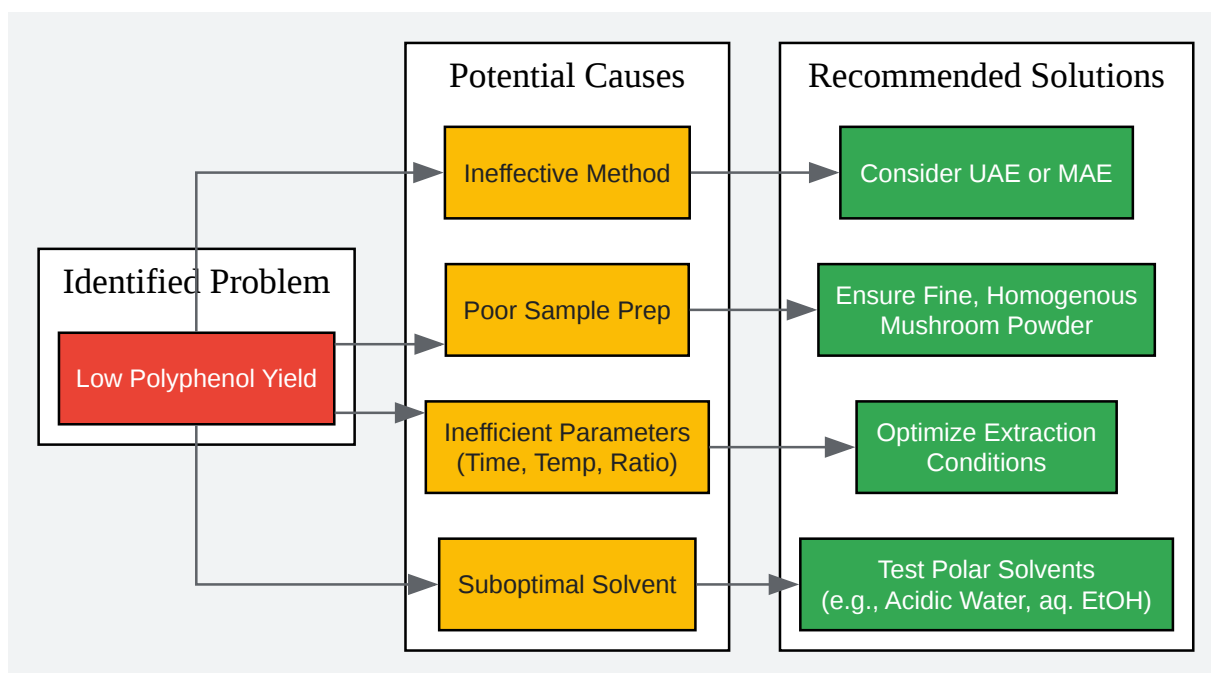 Identified Problem
Low Polyphenol Yield
Potential Causes
Ineffective Method
Poor Sample Prep
Inefficient Parameters
(Time, Temp, Ratio)
Suboptimal Solvent
Recommended Solutions
Consider UAE or MAE
Ensure Fine, Homogenous
Mushroom Powder
Optimize Extraction
Conditions
Test Polar Solvents
(e.g., Acidic Water, aq. EtOH)